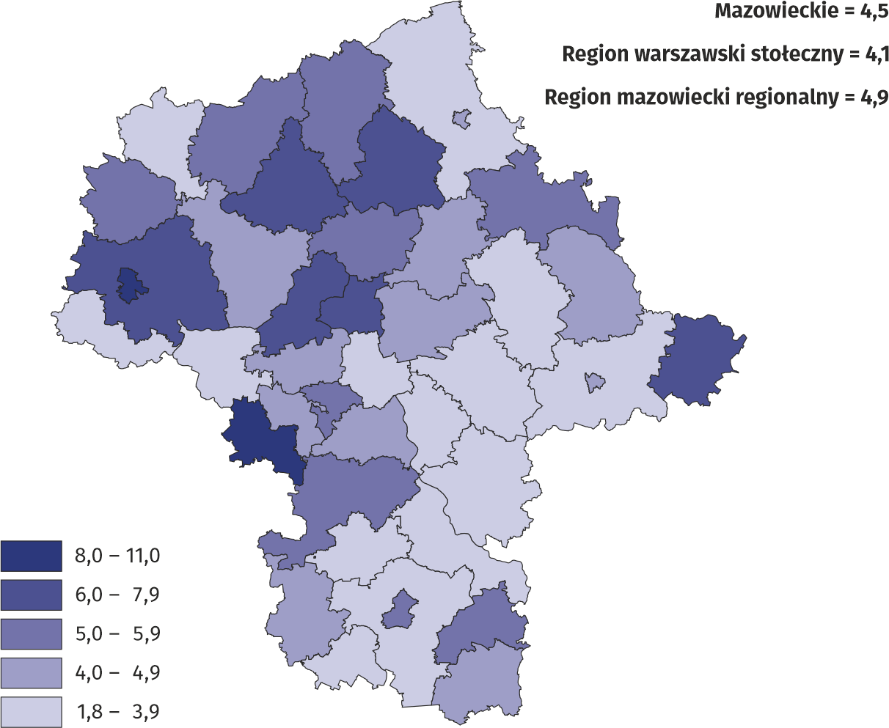 Mazowieckie = 4,5
Region warszawski stołeczny = 4,1
Region mazowiecki regionalny = 4,9
8,0 – 11,0
6,0 – 7,9
5,0 – 5,9
4,0 – 4,9
1,8 – 3,9